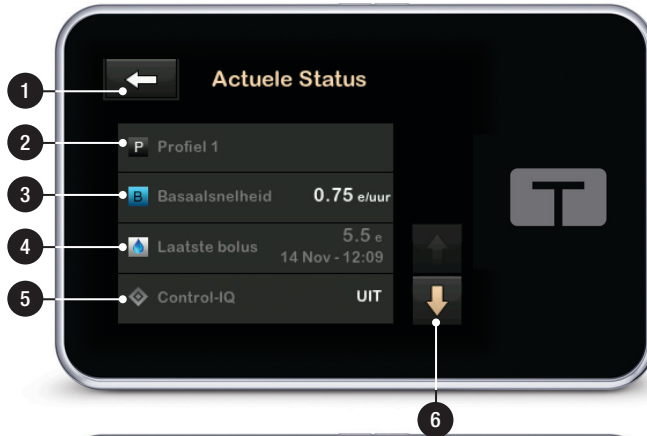 Actuele Status
1
2
P Profiel 1
3
B Basaalsnelheid 0.75 e/uur
4
Laatste bolus 5.5 e
14 Nov - 12:09
5
Control-IQ UIT
6